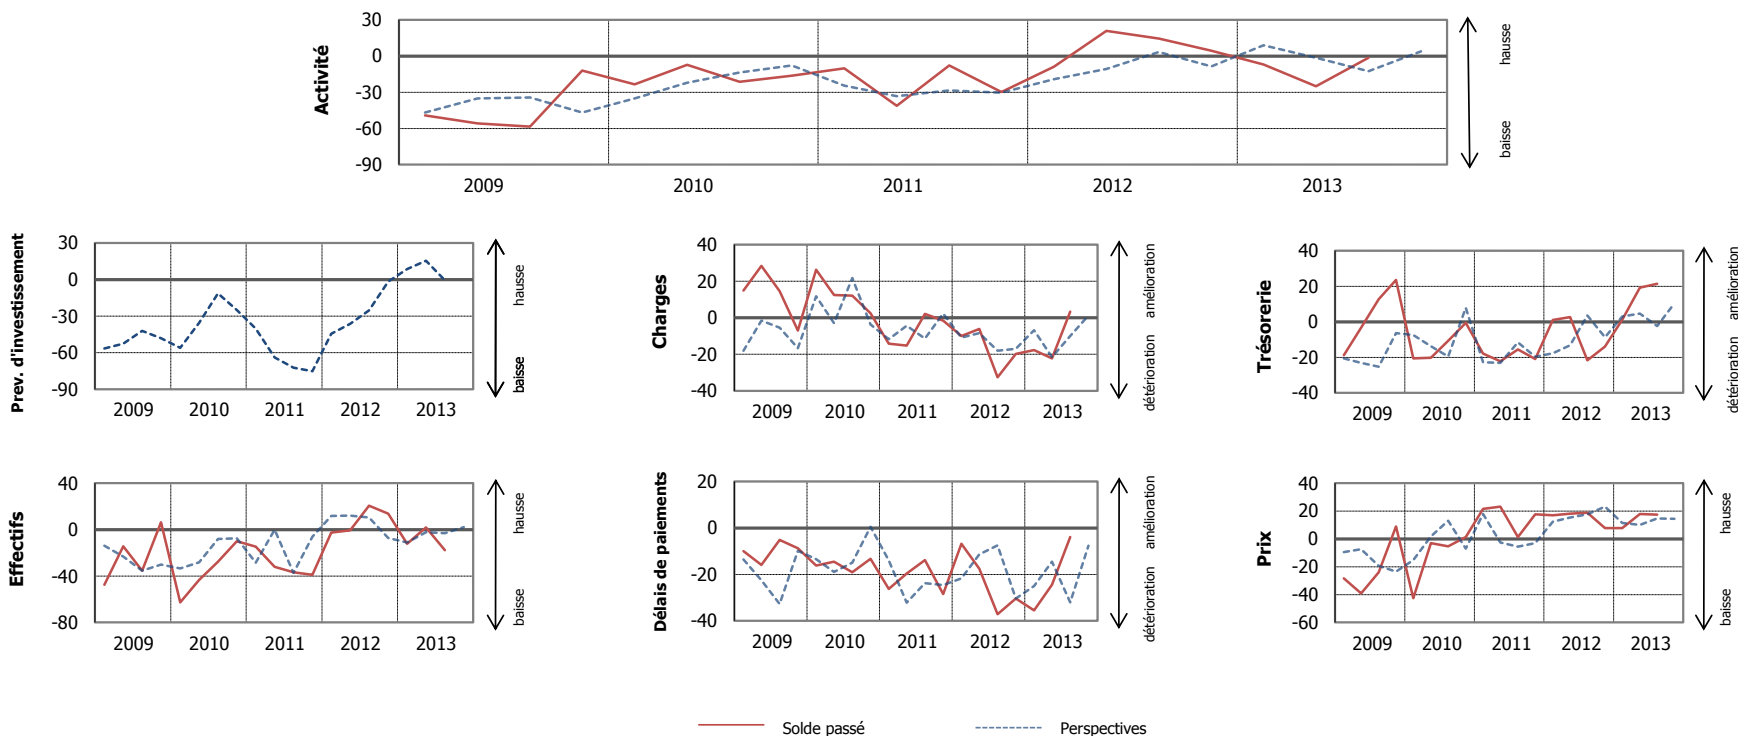 Activité
30
0
-30
-60
-90
2009 2010 2011 2012 2013
hausse
baisse
Prev. d'investissement
30
0
-30
-60
-90
2009 2010 2011 2012 2013
hausse
baisse
Charges
40
20
0
-20
-40
2009 2010 2011 2012 2013
amélioration
détérioration
Trésorerie
40
20
0
-20
-40
2009 2010 2011 2012 2013
amélioration
détérioration
Effectifs
40
0
-40
-80
2009 2010 2011 2012 2013
hausse
baisse
Délais de paiements
20
0
-20
-40
2009 2010 2011 2012 2013
amélioration
détérioration
Prix
40
20
0
-20
-40
-60
2009 2010 2011 2012 2013
hausse
baisse
Solde passé Perspectives